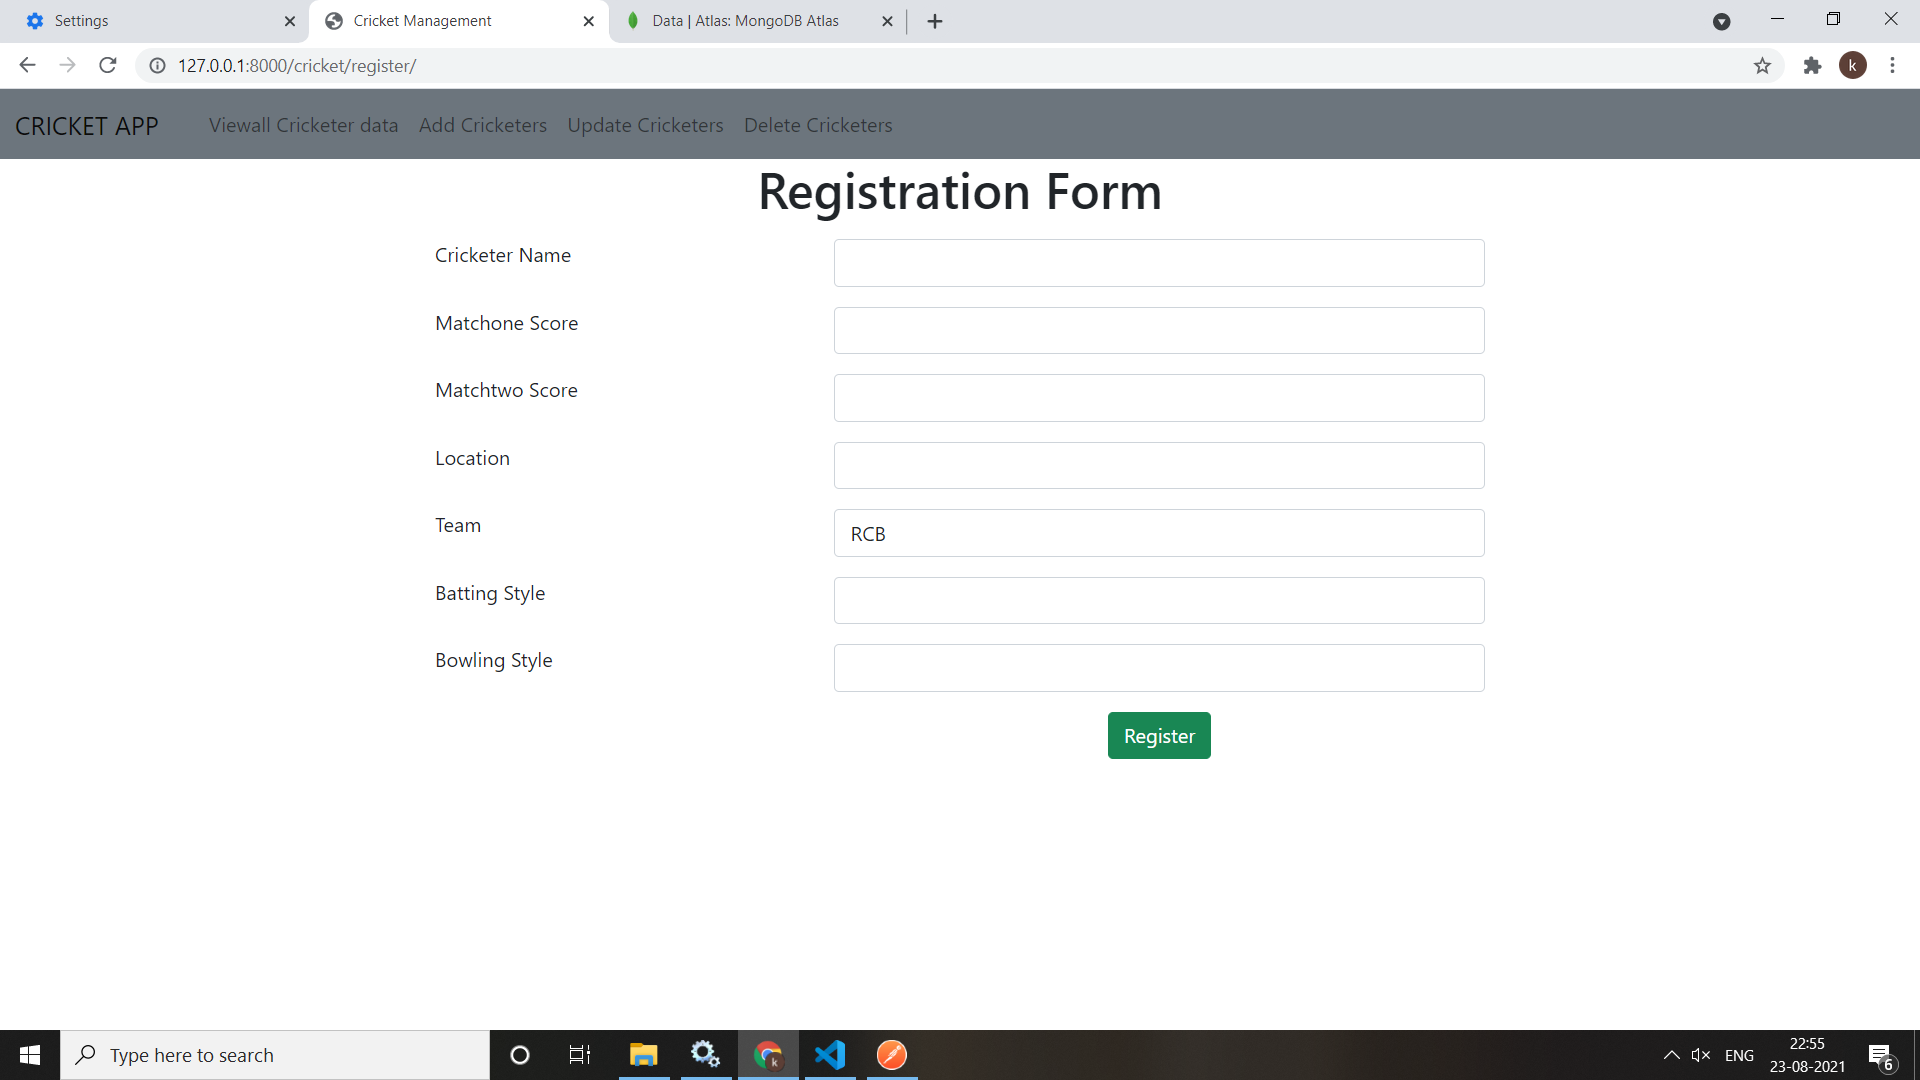 Settings
Cricket Management
Data | Atlas: MongoDB Atlas
127.0.0.1:8000/cricket/register/
k
CRICKET APP Viewall Cricketer data Add Cricketers Update Cricketers Delete Cricketers
Registration Form
Cricketer Name
Matchone Score
Matchtwo Score
Location
Team RCB
Batting Style
Bowling Style
Register
Type here to search
k
ENG
22:55
23-08-2021
6